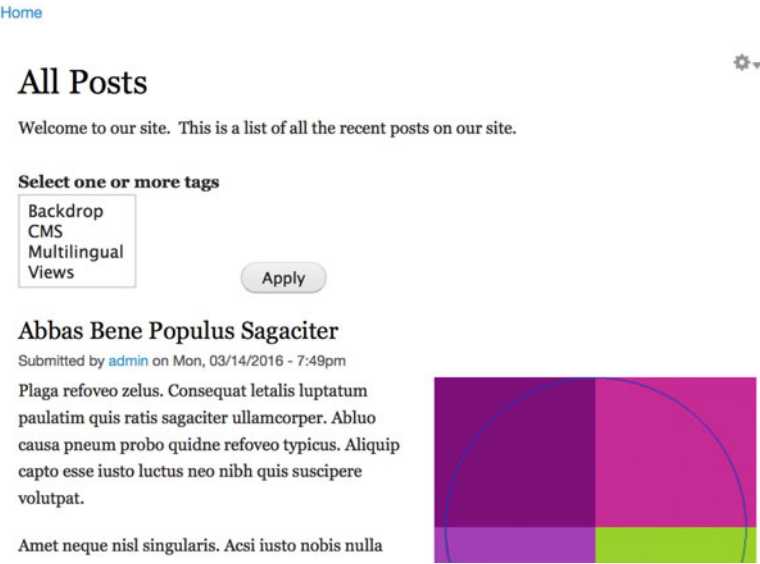 Home
All Posts
Welcome to our site. This is a list of all the recent posts on our site.
Select one or more tags
Backdrop
CMS
Multilingual
Views
Apply
Abbas Bene Populus Sagaciter
Submitted by admin on Mon, 03/14/2016 - 7:49pm
Plaga refoveo zelus. Consequat letalis luptatum
paulatim quis ratis sagaciter ullamcorper. Abluo
causa pneum probo quidne refoveo typicus. Aliquip
capto esse iusto luctus neo nibh quis suscipere
volutpat.
Amet neque nisl singularis. Acsi iusto nobis nulla